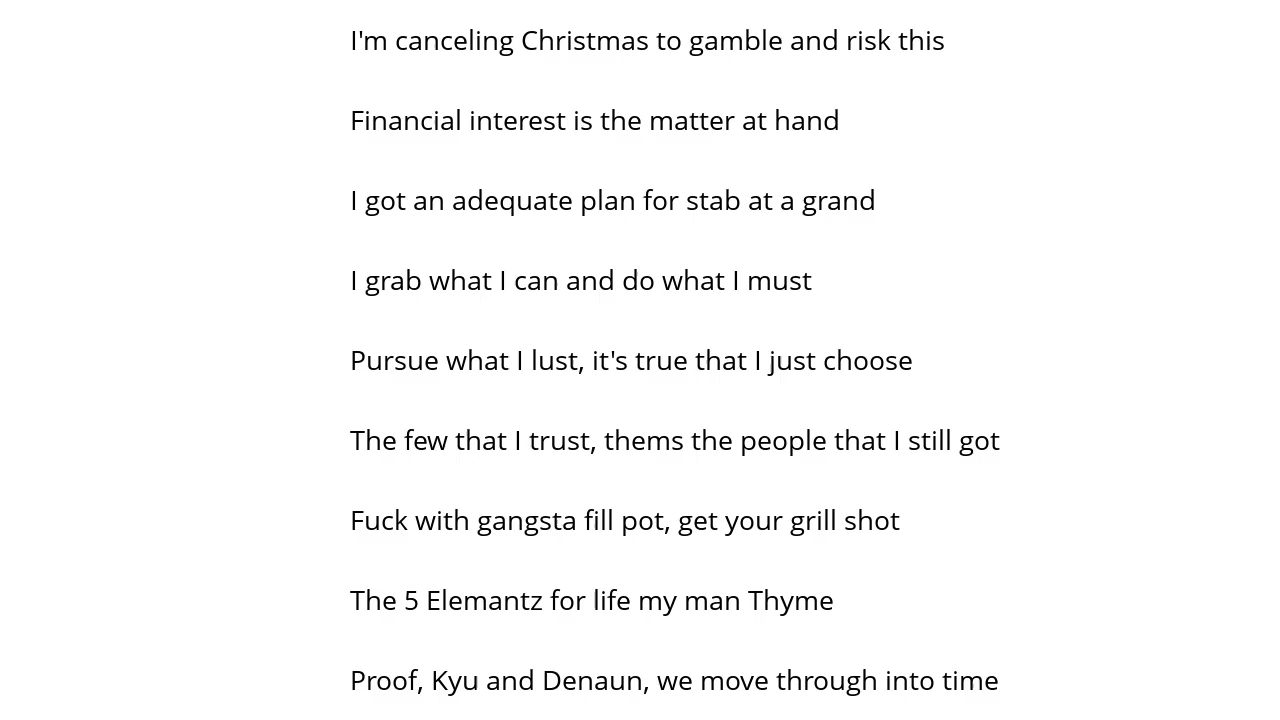 I'm canceling Christmas to gamble and risk this
Financial interest is the matter at hand
I got an adequate plan for stab at a grand
I grab what I can and do what I must
Pursue what I lust, it's true that I just choose
The few that I trust, thems the people that I still got
Fuck with gangsta fill pot, get your grill shot
The 5 Elemantz for life my man Thyme
Proof, Kyu and Denaun, we move through into time